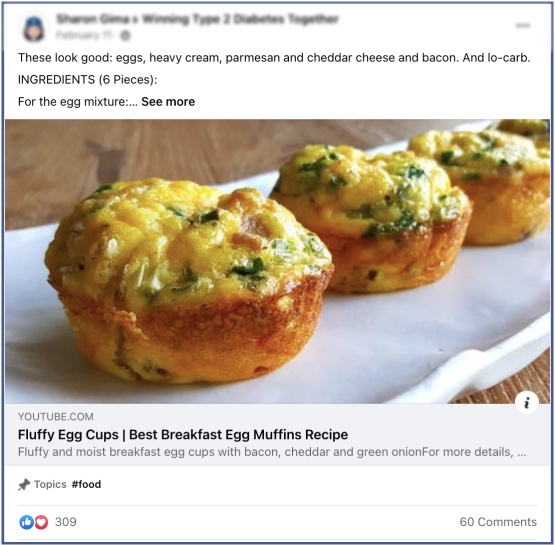 Sharon Gima ▸ Winning Type 2 Diabetes Together
February 11 ·
These look good: eggs, heavy cream, parmesan and cheddar cheese and bacon. And lo-carb.
INGREDIENTS (6 Pieces):
For the egg mixture:... See more
YOUTUBE.COM
Fluffy Egg Cups | Best Breakfast Egg Muffins Recipe
Fluffy and moist breakfast egg cups with bacon, cheddar and green onionFor more details, ...
Topics #food
309 60 Comments